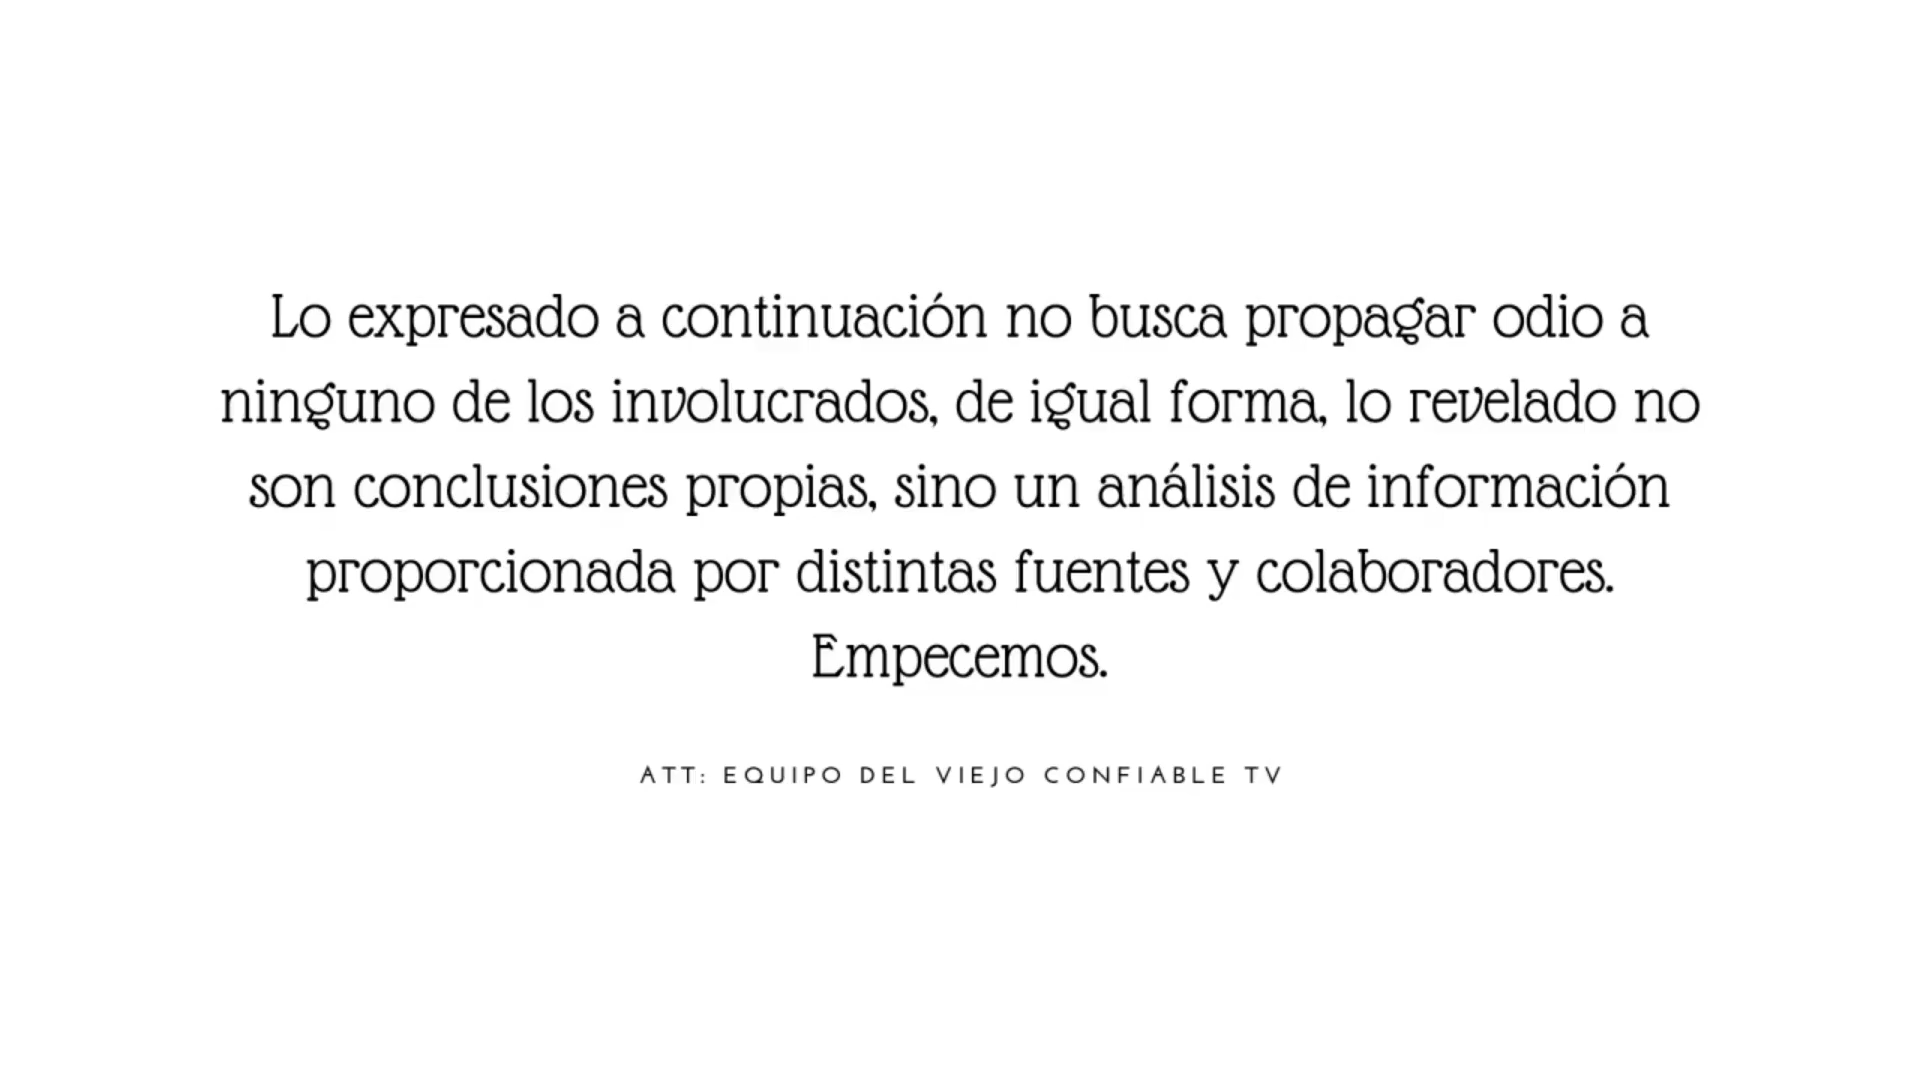 Lo expresado a continuación no busca propagar odio a
ninguno de los involucrados, de igual forma, lo revelado no
son conclusiones propias, sino un análisis de información
proporcionada por distintas fuentes y colaboradores.
Empecemos.
ATT: EQUIPO DEL VIEJO CONFIABLE TV